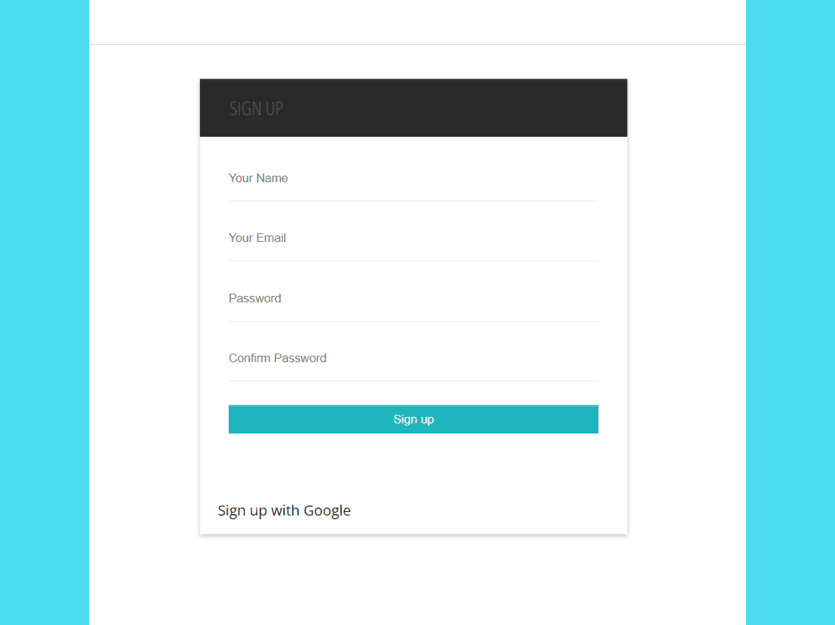 SIGN UP
Your Name
Your Email
Password
Confirm Password
Sign up
Sign up with Google